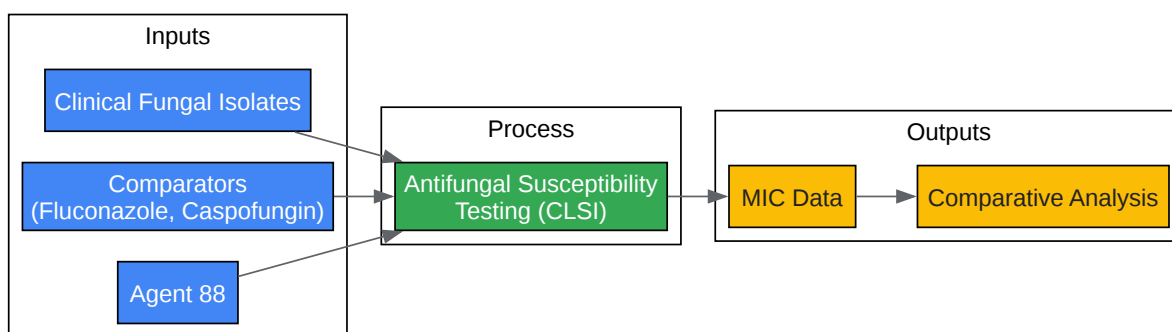 Inputs
Clinical Fungal Isolates
Comparators
(Fluconazole, Caspofungin)
Agent 88
Process
Antifungal Susceptibility
Testing (CLSI)
Outputs
MIC Data
Comparative Analysis